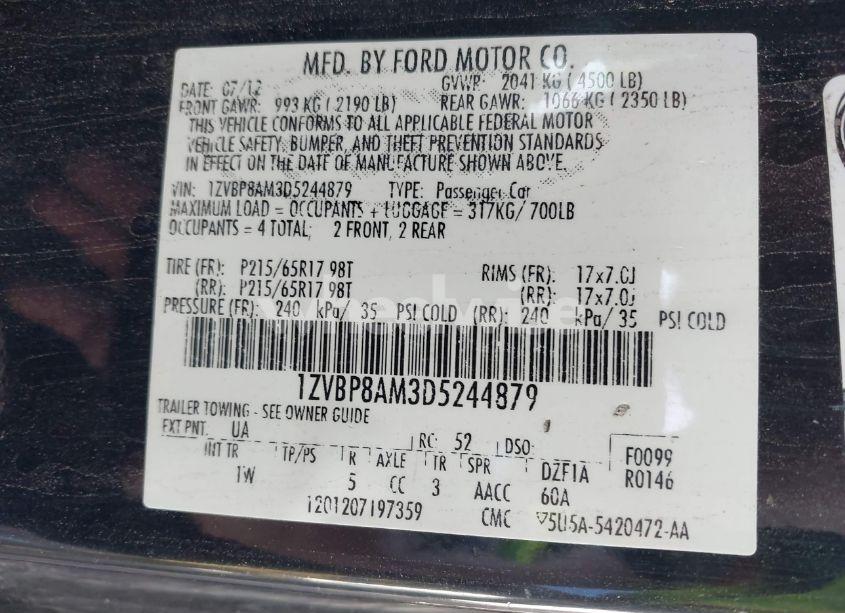 MFD. BY FORD MOTOR CO.
DATE: 07/12 GVWR: 2041 KG ( 4500 LB)
FRONT GAWR: 993 KG ( 2190 LB) REAR GAWR: 1066 KG ( 2350 LB)
THIS VEHICLE CONFORMS TO ALL APPLICABLE FEDERAL MOTOR
VEHICLE SAFETY, BUMPER, AND THEFT PREVENTION STANDARDS
IN EFFECT ON THE DATE OF MANUFACTURE SHOWN ABOVE.
VIN: 1ZVBP8AM3D5244879 TYPE: Passenger Car
MAXIMUM LOAD = OCCUPANTS + LUGGAGE = 317KG/ 700LB
OCCUPANTS = 4 TOTAL; 2 FRONT, 2 REAR
TIRE (FR): P215/65R17 98T RIMS (FR): 17x7.0J
(RR): P215/65R17 98T (RR): 17x7.0J
PRESSURE (FR): 240 kPa/ 35 PSI COLD (RR): 240 kPa/ 35 PSI COLD
1ZVBP8AM3D5244879
TRAILER TOWING - SEE OWNER GUIDE
EXT PNT: UA RC: 52 DSO: F0099
INT TR TP/PS R AXLE TR SPR DZF1A R0146
1W 5 CC 3 AACC 60A
1201207197359 CMC 5U5A-5420472-AA